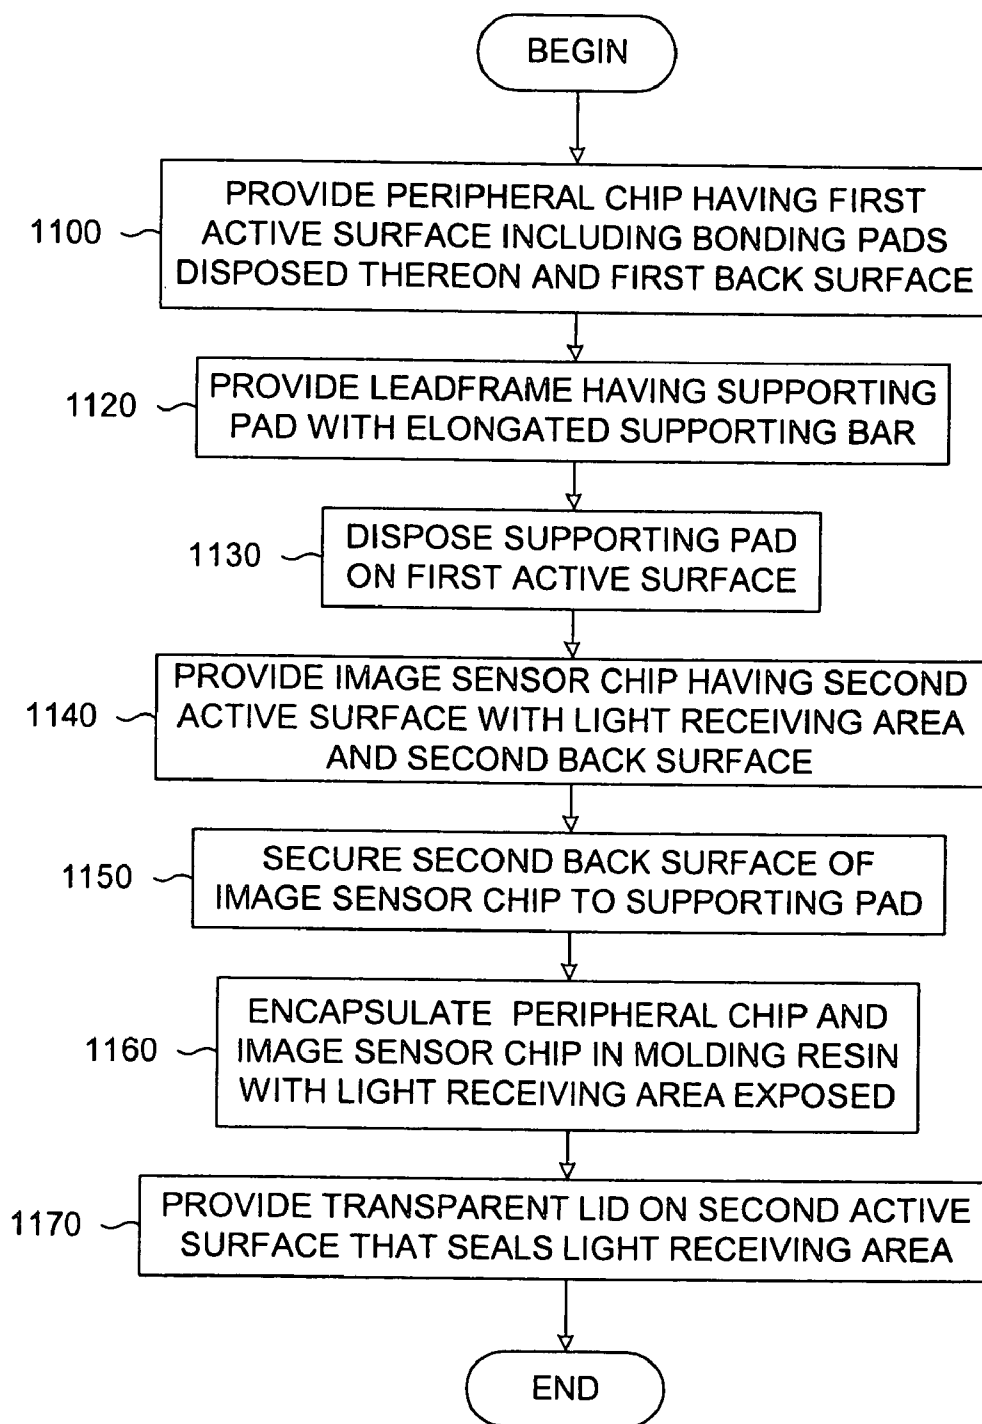 BEGIN
1100
PROVIDE PERIPHERAL CHIP HAVING FIRST
ACTIVE SURFACE INCLUDING BONDING PADS
DISPOSED THEREON AND FIRST BACK SURFACE
1120
PROVIDE LEADFRAME HAVING SUPPORTING
PAD WITH ELONGATED SUPPORTING BAR
1130
DISPOSE SUPPORTING PAD
ON FIRST ACTIVE SURFACE
1140
PROVIDE IMAGE SENSOR CHIP HAVING SECOND
ACTIVE SURFACE WITH LIGHT RECEIVING AREA
AND SECOND BACK SURFACE
1150
SECURE SECOND BACK SURFACE OF
IMAGE SENSOR CHIP TO SUPPORTING PAD
1160
ENCAPSULATE PERIPHERAL CHIP AND
IMAGE SENSOR CHIP IN MOLDING RESIN
WITH LIGHT RECEIVING AREA EXPOSED
1170
PROVIDE TRANSPARENT LID ON SECOND ACTIVE
SURFACE THAT SEALS LIGHT RECEIVING AREA
END